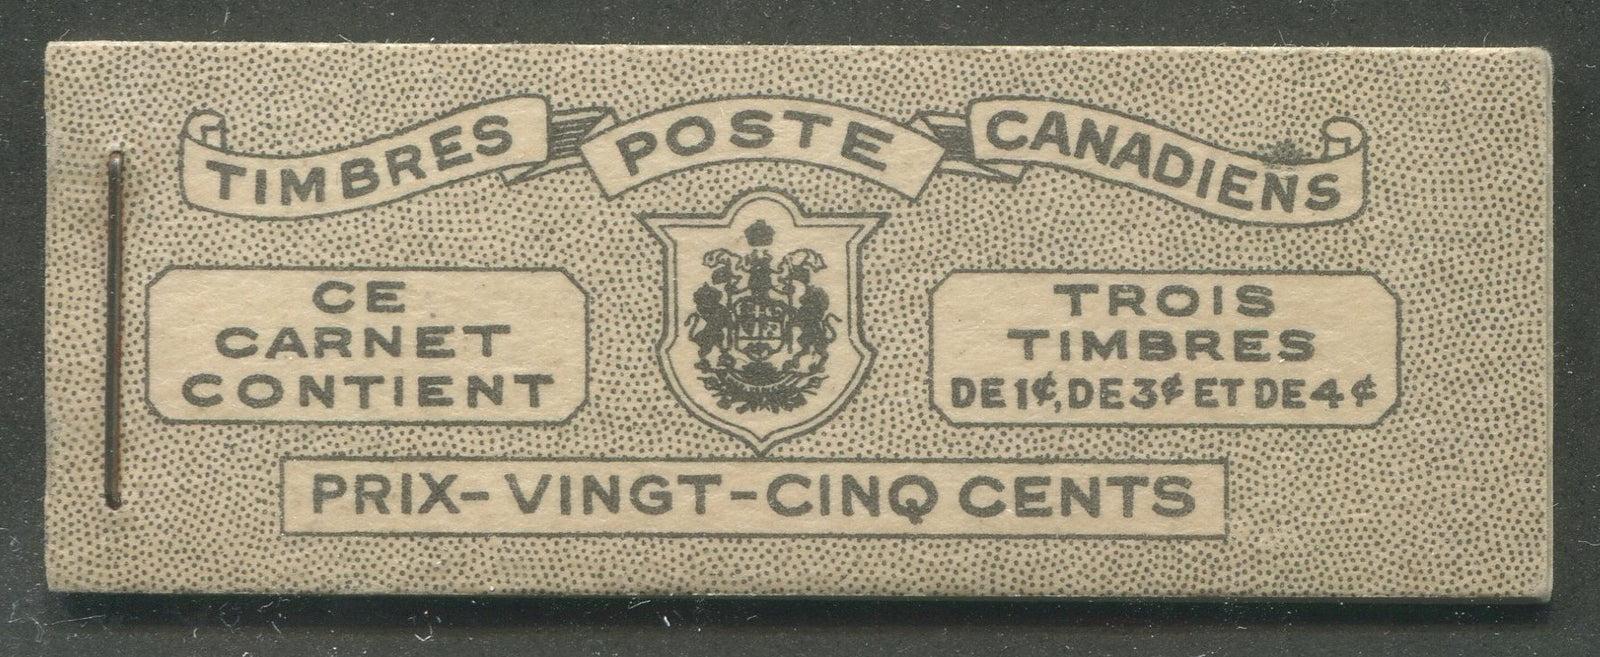 TIMBRES POSTE CANADIENS
CE
CARNET
CONTIENT
TROIS
TIMBRES
DE 1¢, DE 3¢ ET DE 4¢
PRIX-VINGT-CINQ CENTS